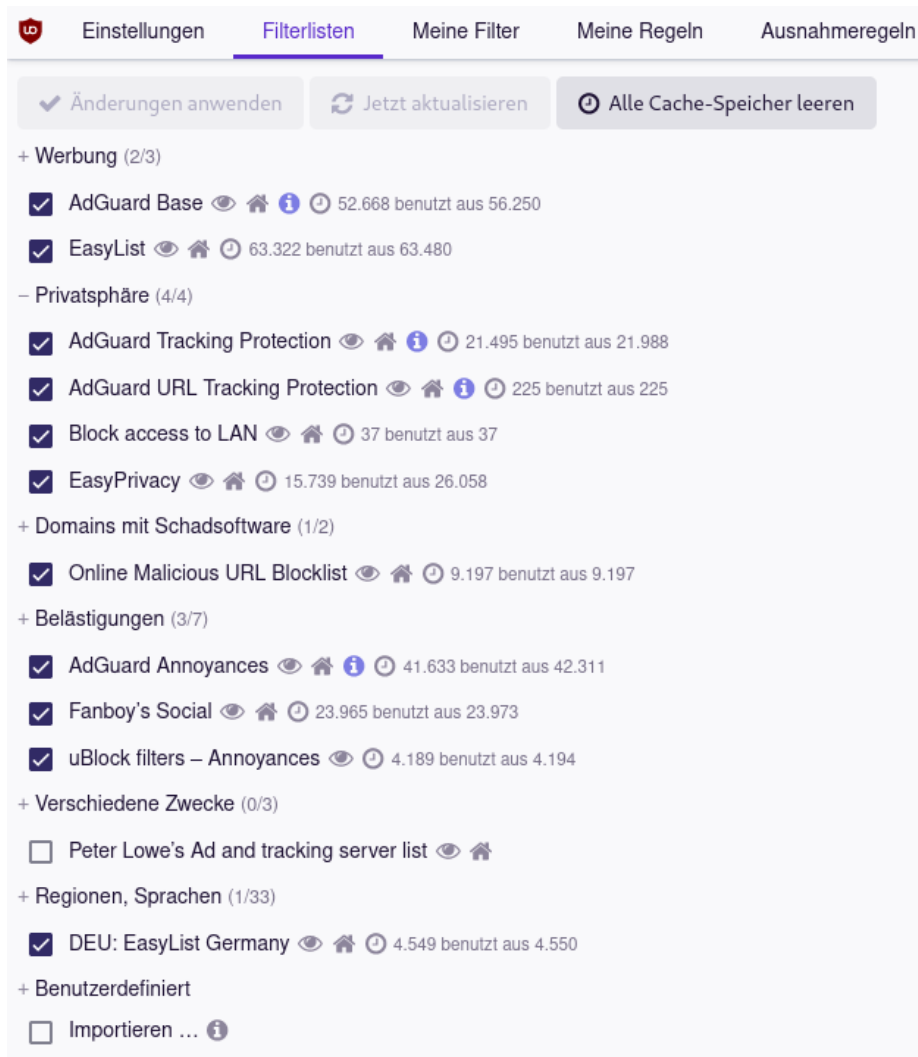 Einstellungen Filterlisten Meine Filter Meine Regeln Ausnahmeregeln
Änderungen anwenden Jetzt aktualisieren Alle Cache-Speicher leeren
+ Werbung (2/3)
AdGuard Base 52.668 benutzt aus 56.250
EasyList 63.322 benutzt aus 63.480
– Privatsphäre (4/4)
AdGuard Tracking Protection 21.495 benutzt aus 21.988
AdGuard URL Tracking Protection 225 benutzt aus 225
Block access to LAN 37 benutzt aus 37
EasyPrivacy 15.739 benutzt aus 26.058
+ Domains mit Schadsoftware (1/2)
Online Malicious URL Blocklist 9.197 benutzt aus 9.197
+ Belästigungen (3/7)
AdGuard Annoyances 41.633 benutzt aus 42.311
Fanboy’s Social 23.965 benutzt aus 23.973
uBlock filters – Annoyances 4.189 benutzt aus 4.194
+ Verschiedene Zwecke (0/3)
Peter Lowe’s Ad and tracking server list
+ Regionen, Sprachen (1/33)
DEU: EasyList Germany 4.549 benutzt aus 4.550
+ Benutzerdefiniert
Importieren …